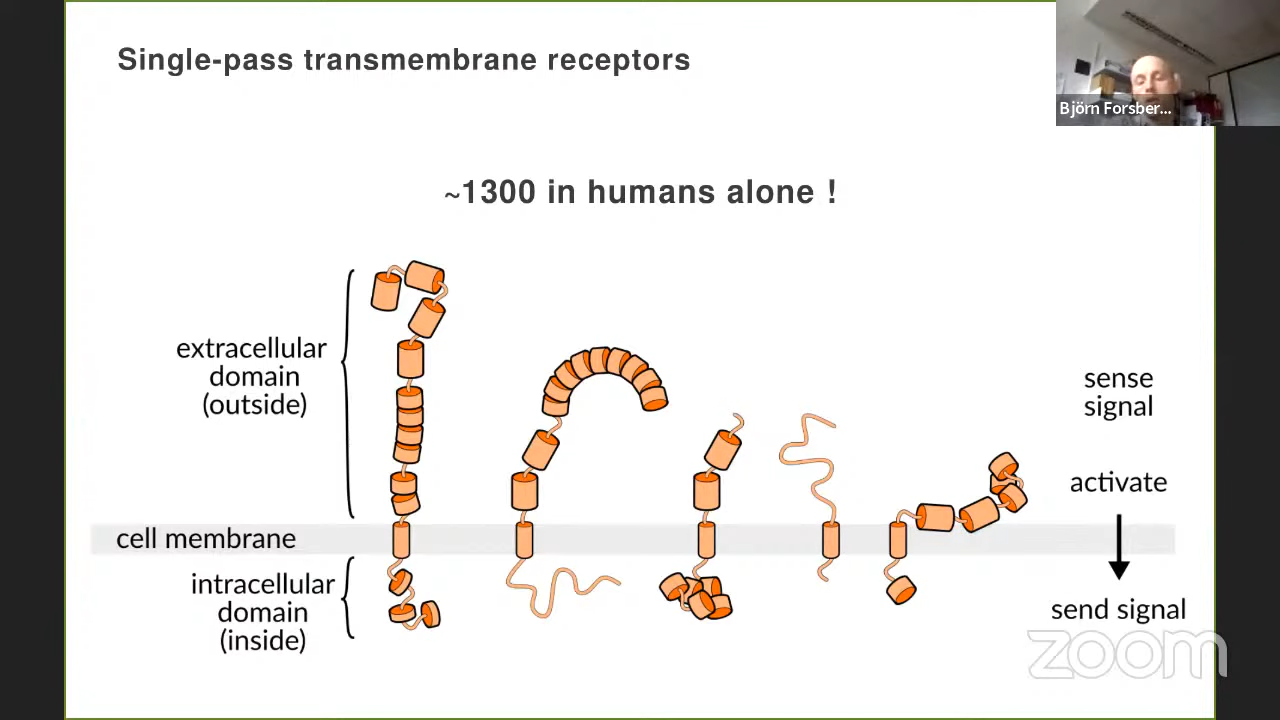 Single-pass transmembrane receptors
Björn Forsber...
~1300 in humans alone !
extracellular
domain
(outside)
sense
signal
activate
cell membrane
intracellular
domain
(inside)
send signal
zoom